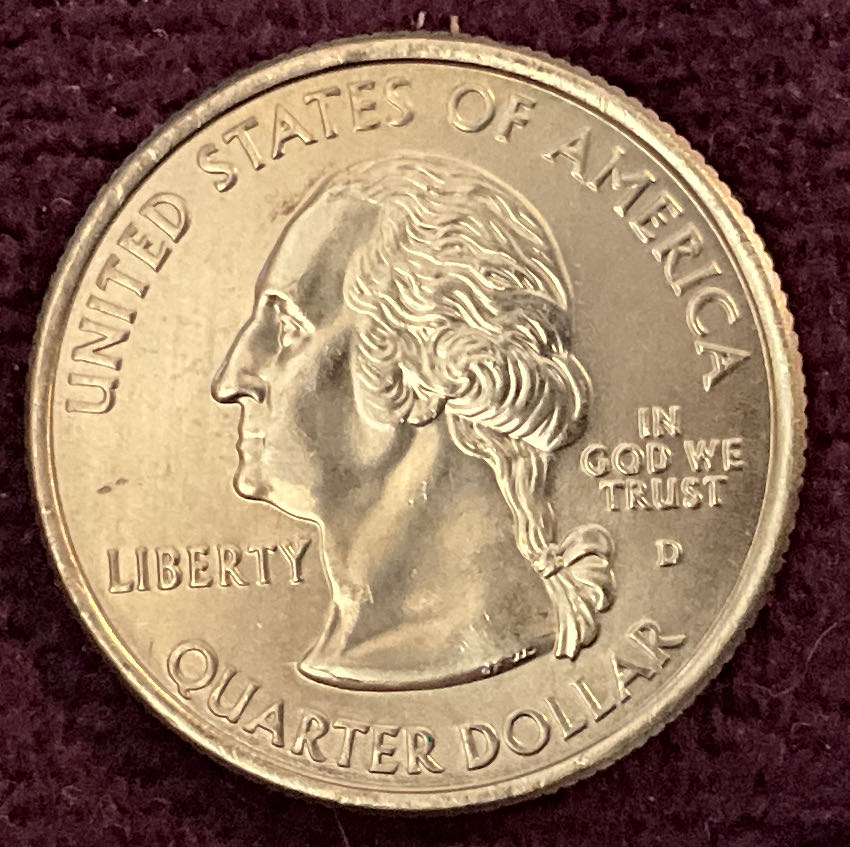 UNITED STATES OF AMERICA
LIBERTY
IN
GOD WE
TRUST
D
QUARTER DOLLAR